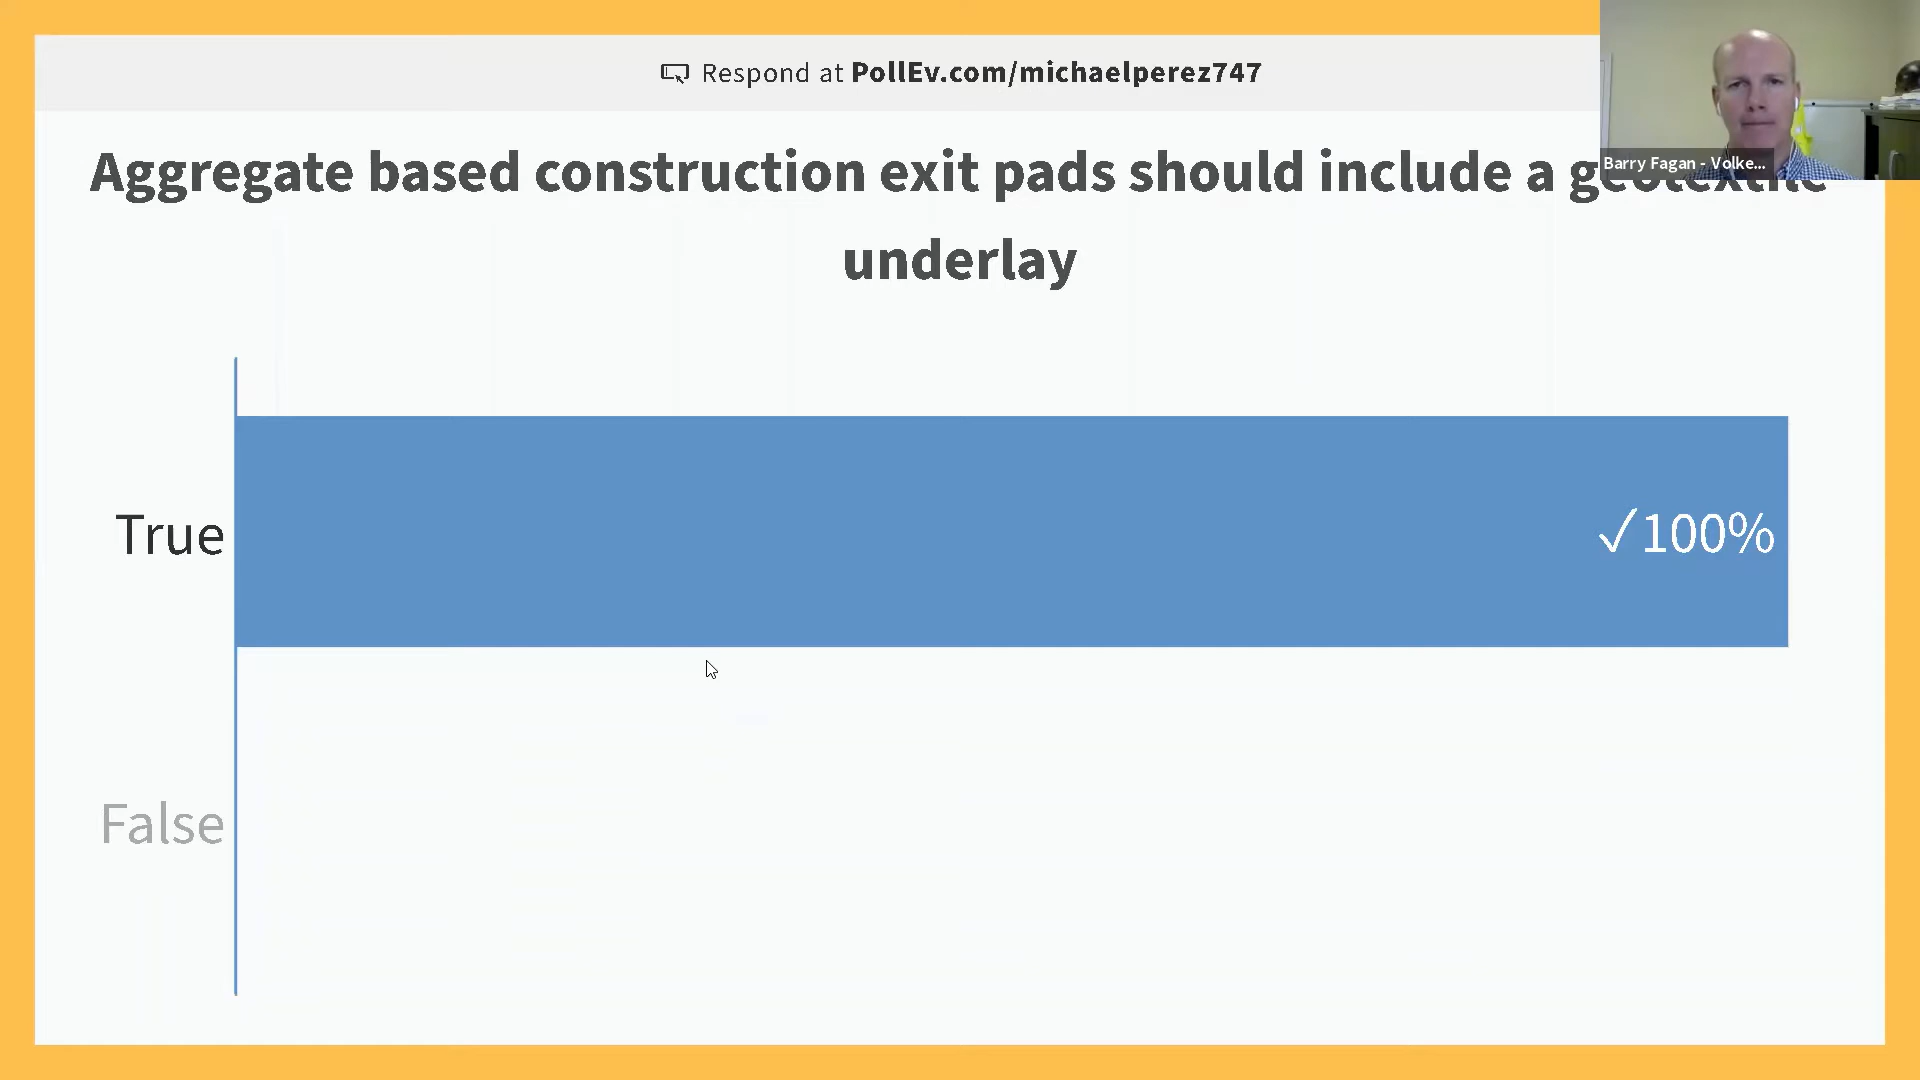 Respond at PollEv.com/michaelperez747
Barry Fagan - Volke...
Aggregate based construction exit pads should include a geotextile
underlay
True
✓100%
False